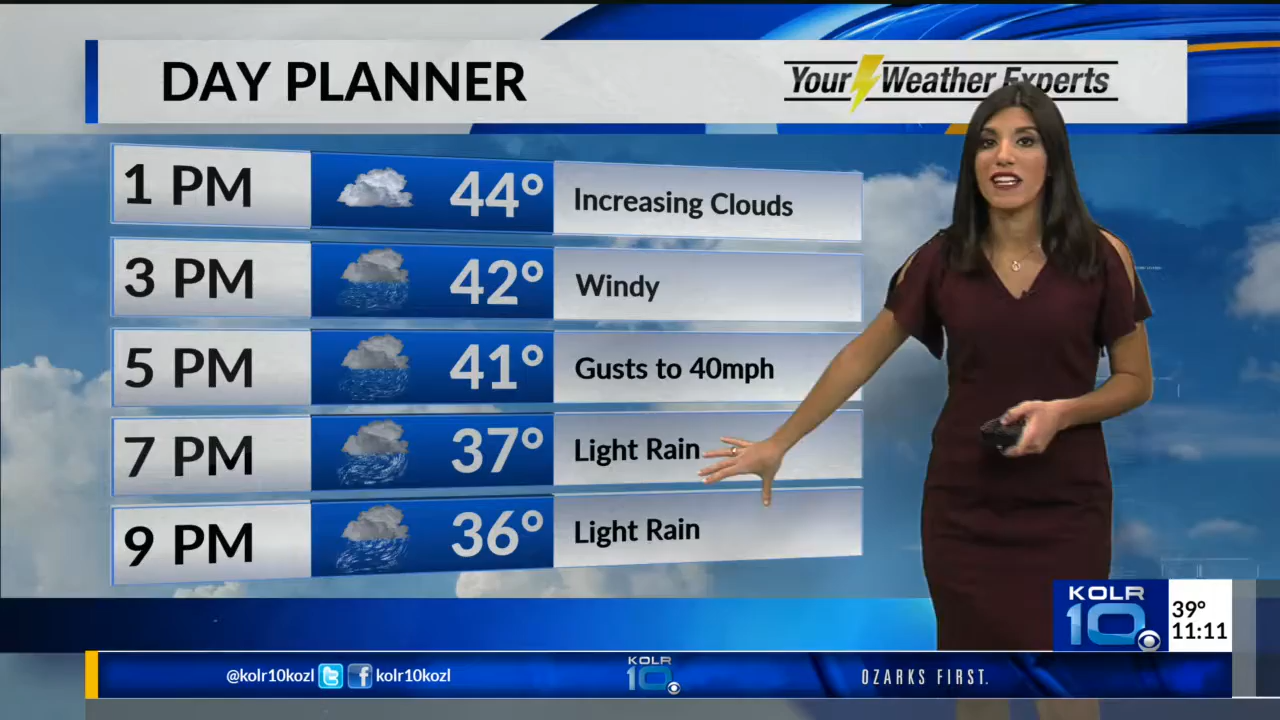 DAY PLANNER
Your Weather Experts
1 PM 44° Increasing Clouds
3 PM 42° Windy
5 PM 41° Gusts to 40mph
7 PM 37° Light Rain
9 PM 36° Light Rain
KOLR
10
39°
11:11
@kolr10kozl kolr10kozl
KOLR
10
OZARKS FIRST.